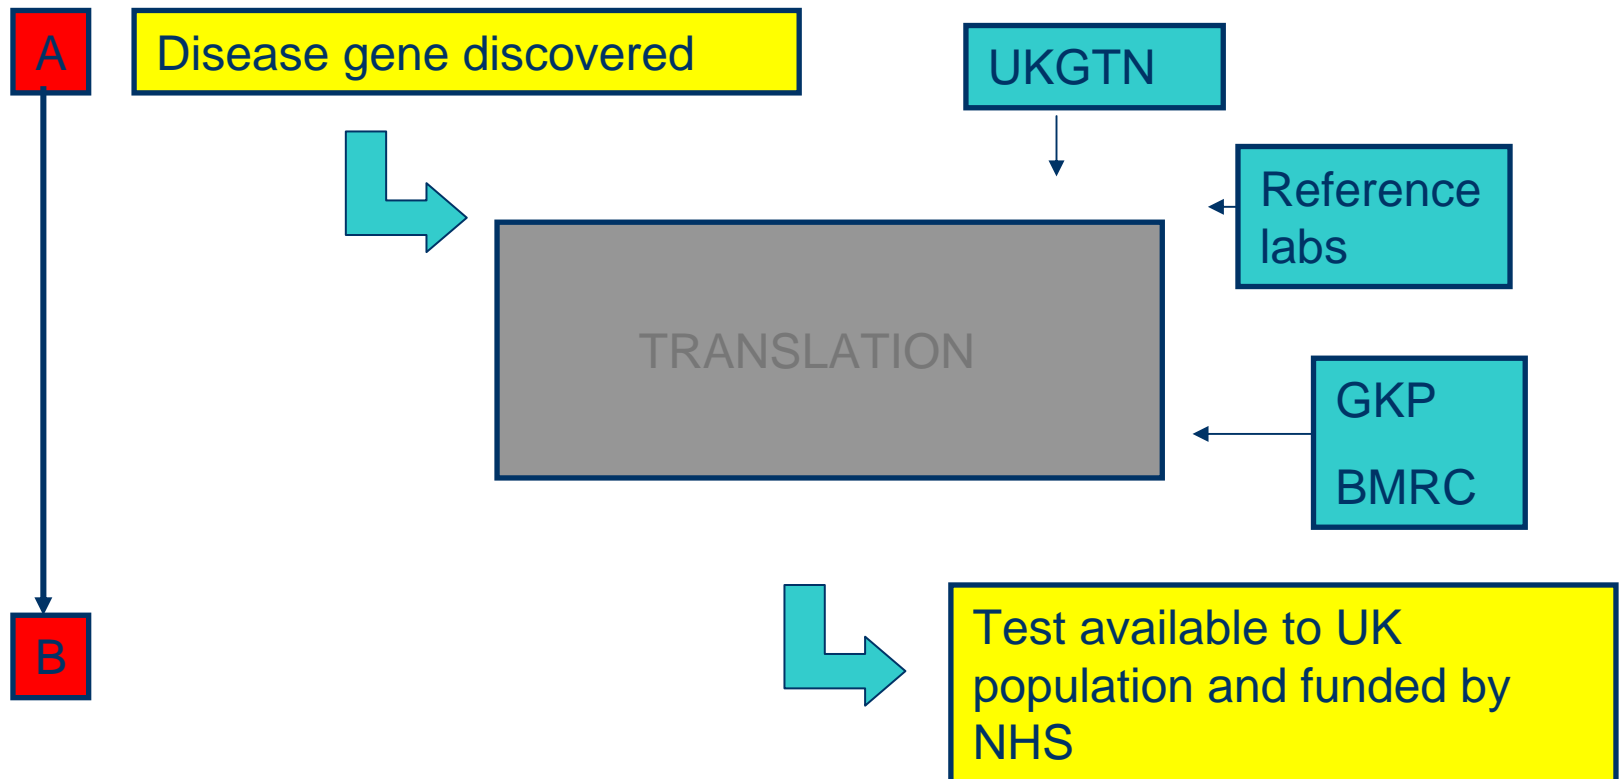 A
Disease gene discovered
UKGTN
Reference
labs
TRANSLATION
GKP
BMRC
B
Test available to UK
population and funded by
NHS